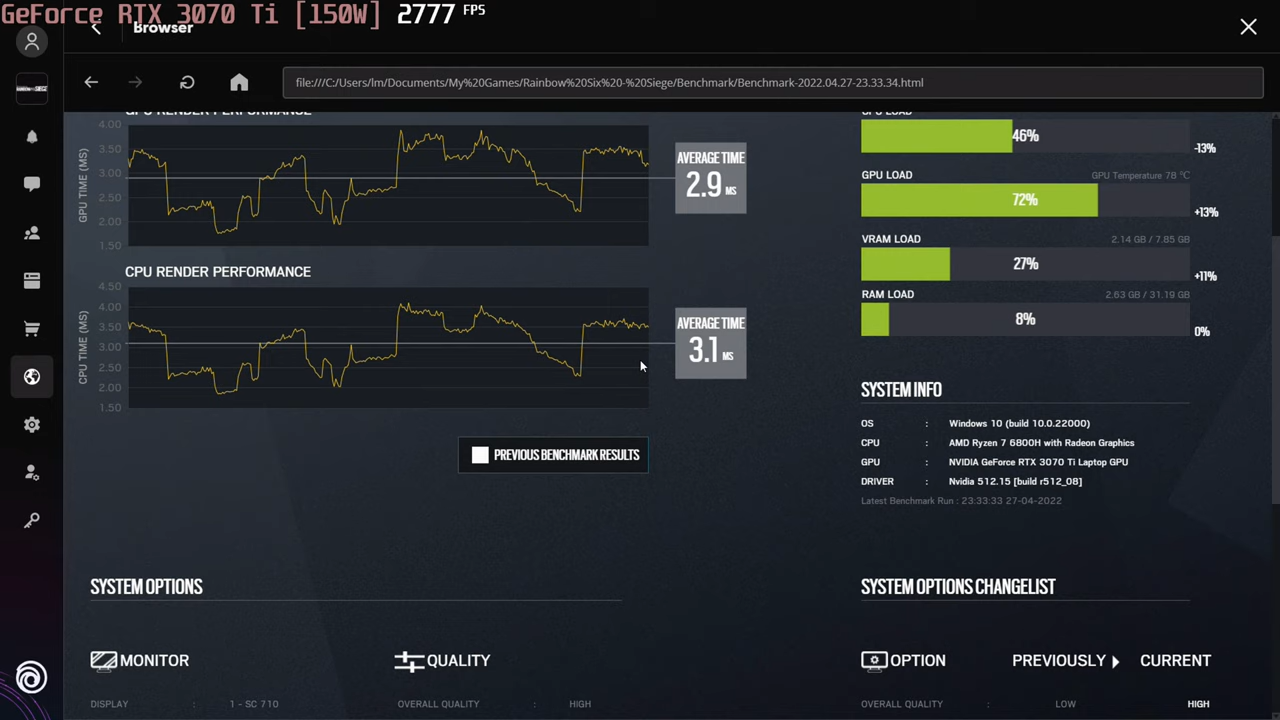 GeForce RTX 3070 Ti [150W] 2777 FPS
Browser
file:///C:/Users/lm/Documents/My%20Games/Rainbow%20Six%20-%20Siege/Benchmark/Benchmark-2022.04.27-23.33.34.html
GPU RENDER PERFORMANCE
4.00
3.50
3.00
2.50
2.00
1.50
GPU TIME (MS)
AVERAGE TIME
2.9 MS
CPU RENDER PERFORMANCE
4.50
4.00
3.50
3.00
2.50
2.00
1.50
CPU TIME (MS)
AVERAGE TIME
3.1 MS
PREVIOUS BENCHMARK RESULTS
CPU LOAD
46%
-13%
GPU LOAD GPU Temperature 78 °C
72%
+13%
VRAM LOAD 2.14 GB / 7.85 GB
27%
+11%
RAM LOAD 2.63 GB / 31.19 GB
8%
0%
SYSTEM INFO
OS : Windows 10 (build 10.0.22000)
CPU : AMD Ryzen 7 6800H with Radeon Graphics
GPU : NVIDIA GeForce RTX 3070 Ti Laptop GPU
DRIVER : Nvidia 512.15 [build r512_08]
Latest Benchmark Run : 23:33:33 27-04-2022
SYSTEM OPTIONS
MONITOR
DISPLAY : 1 - SC 710
QUALITY
OVERALL QUALITY : HIGH
SYSTEM OPTIONS CHANGELIST
OPTION PREVIOUSLY CURRENT
OVERALL QUALITY : LOW HIGH